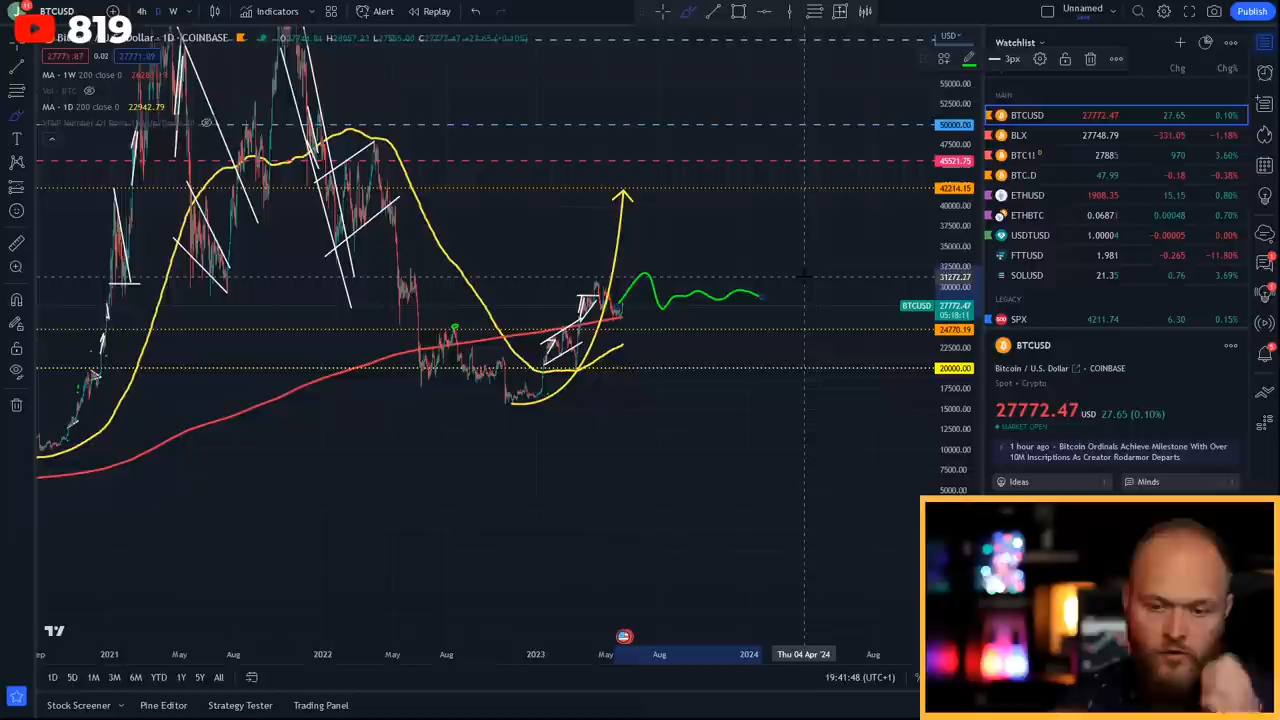 819
BTCUSD
4h D W
Indicators
Alert
Replay
Unnamed
Save
Publish
U.S. Dollar · 1D · COINBASE
27771.87
0.02
27771.89
MA · 1W 200 close 0
Vol · BTC
MA · 1D 200 close 0 22942.79
USD
55000.00
52500.00
50000.00
47500.00
45521.75
42214.15
40000.00
37500.00
35000.00
32500.00
31272.27
30000.00
BTCUSD
27772.47
05:18:11
24770.19
22500.00
20000.00
17500.00
15000.00
12500.00
10000.00
7500.00
5000.00
3px
Watchlist
Chg
Chg%
MAIN
BTCUSD 27772.47 27.65 0.10%
BLX 27748.79 -331.05 -1.18%
BTC1! D 27885 970 3.60%
BTC.D 47.99 -0.18 -0.38%
ETHUSD 1908.35 15.15 0.80%
ETHBTC 0.06871 0.00048 0.70%
USDTUSD 1.0000 -0.00005 0.00%
FTTUSD 1.981 -0.265 -11.80%
SOLUSD 21.35 0.76 3.69%
LEGACY
SPX 4211.74 6.30 0.15%
BTCUSD
Bitcoin / U.S. Dollar · COINBASE
Spot · Crypto
27772.47 USD 27.65 (0.10%)
MARKET OPEN
1 hour ago - Bitcoin Ordinals Achieve Milestone With Over
10M Inscriptions As Creator Rodarmor Departs
Ideas
Minds
2021 May Aug 2022 May Aug 2023 May Aug 2024 Thu 04 Apr '24 Aug
1D 5D 1M 3M 6M YTD 1Y 5Y All
19:41:48 (UTC+1)
%
Stock Screener
Pine Editor
Strategy Tester
Trading Panel